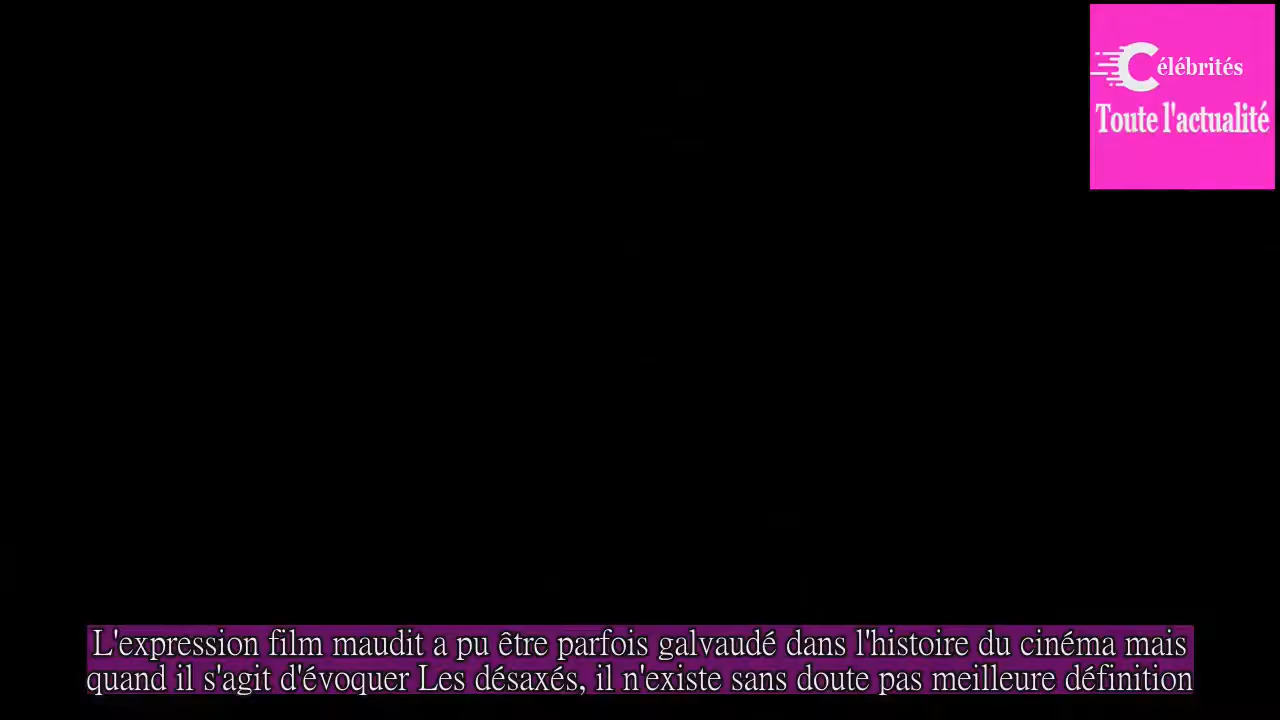 Célébrités
Toute l'actualité
L'expression film maudit a pu être parfois galvaudé dans l'histoire du cinéma mais
quand il s'agit d'évoquer Les désaxés, il n'existe sans doute pas meilleure définition